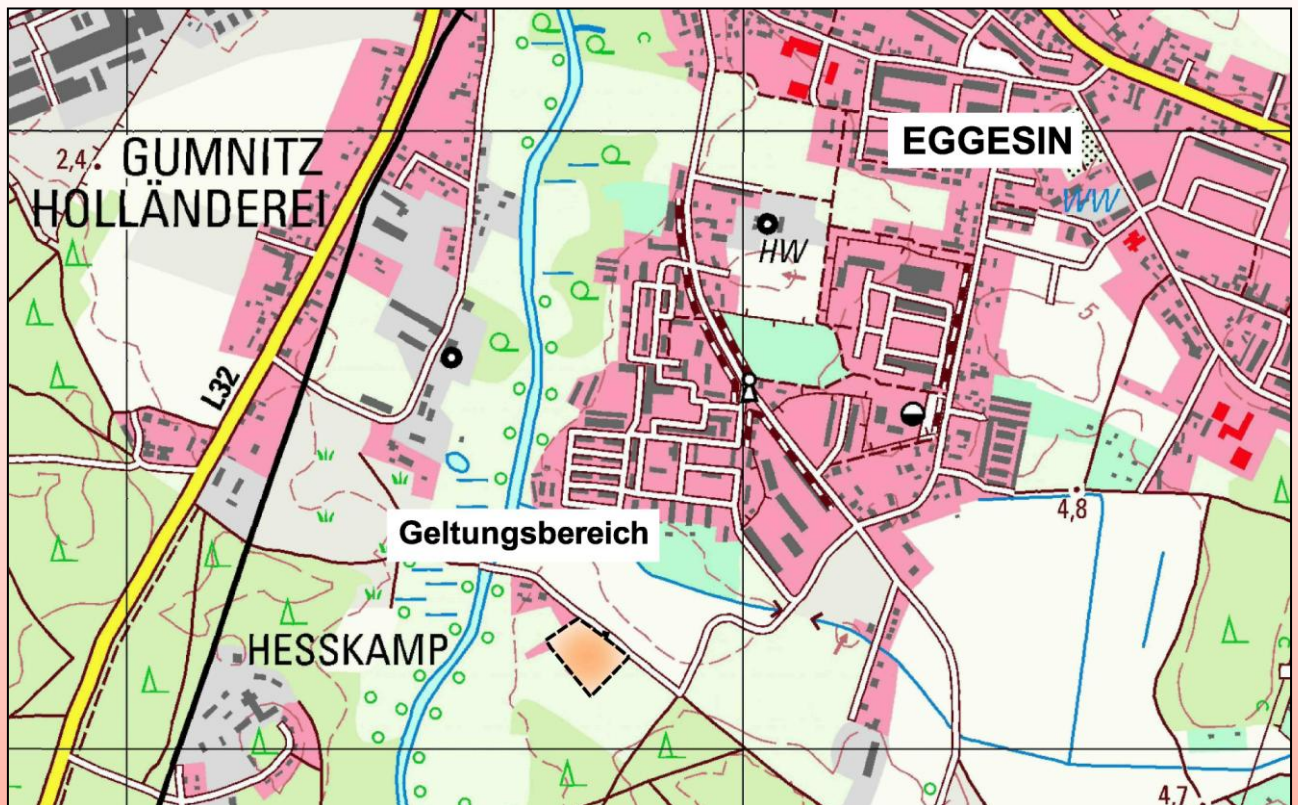 EGGESIN
2,4
GUMNITZ
HOLLÄNDEREI
WW
HW
5
L32
4,8
Geltungsbereich
HESSKAMP
4,7